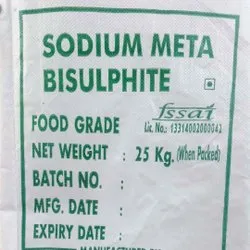 SODIUM META
BISULPHITE
fssai
FOOD GRADE Lic. No.: 13314002000042
NET WEIGHT : 25 Kg. (When Packed)
BATCH NO. :
MFG. DATE :
EXPIRY DATE :